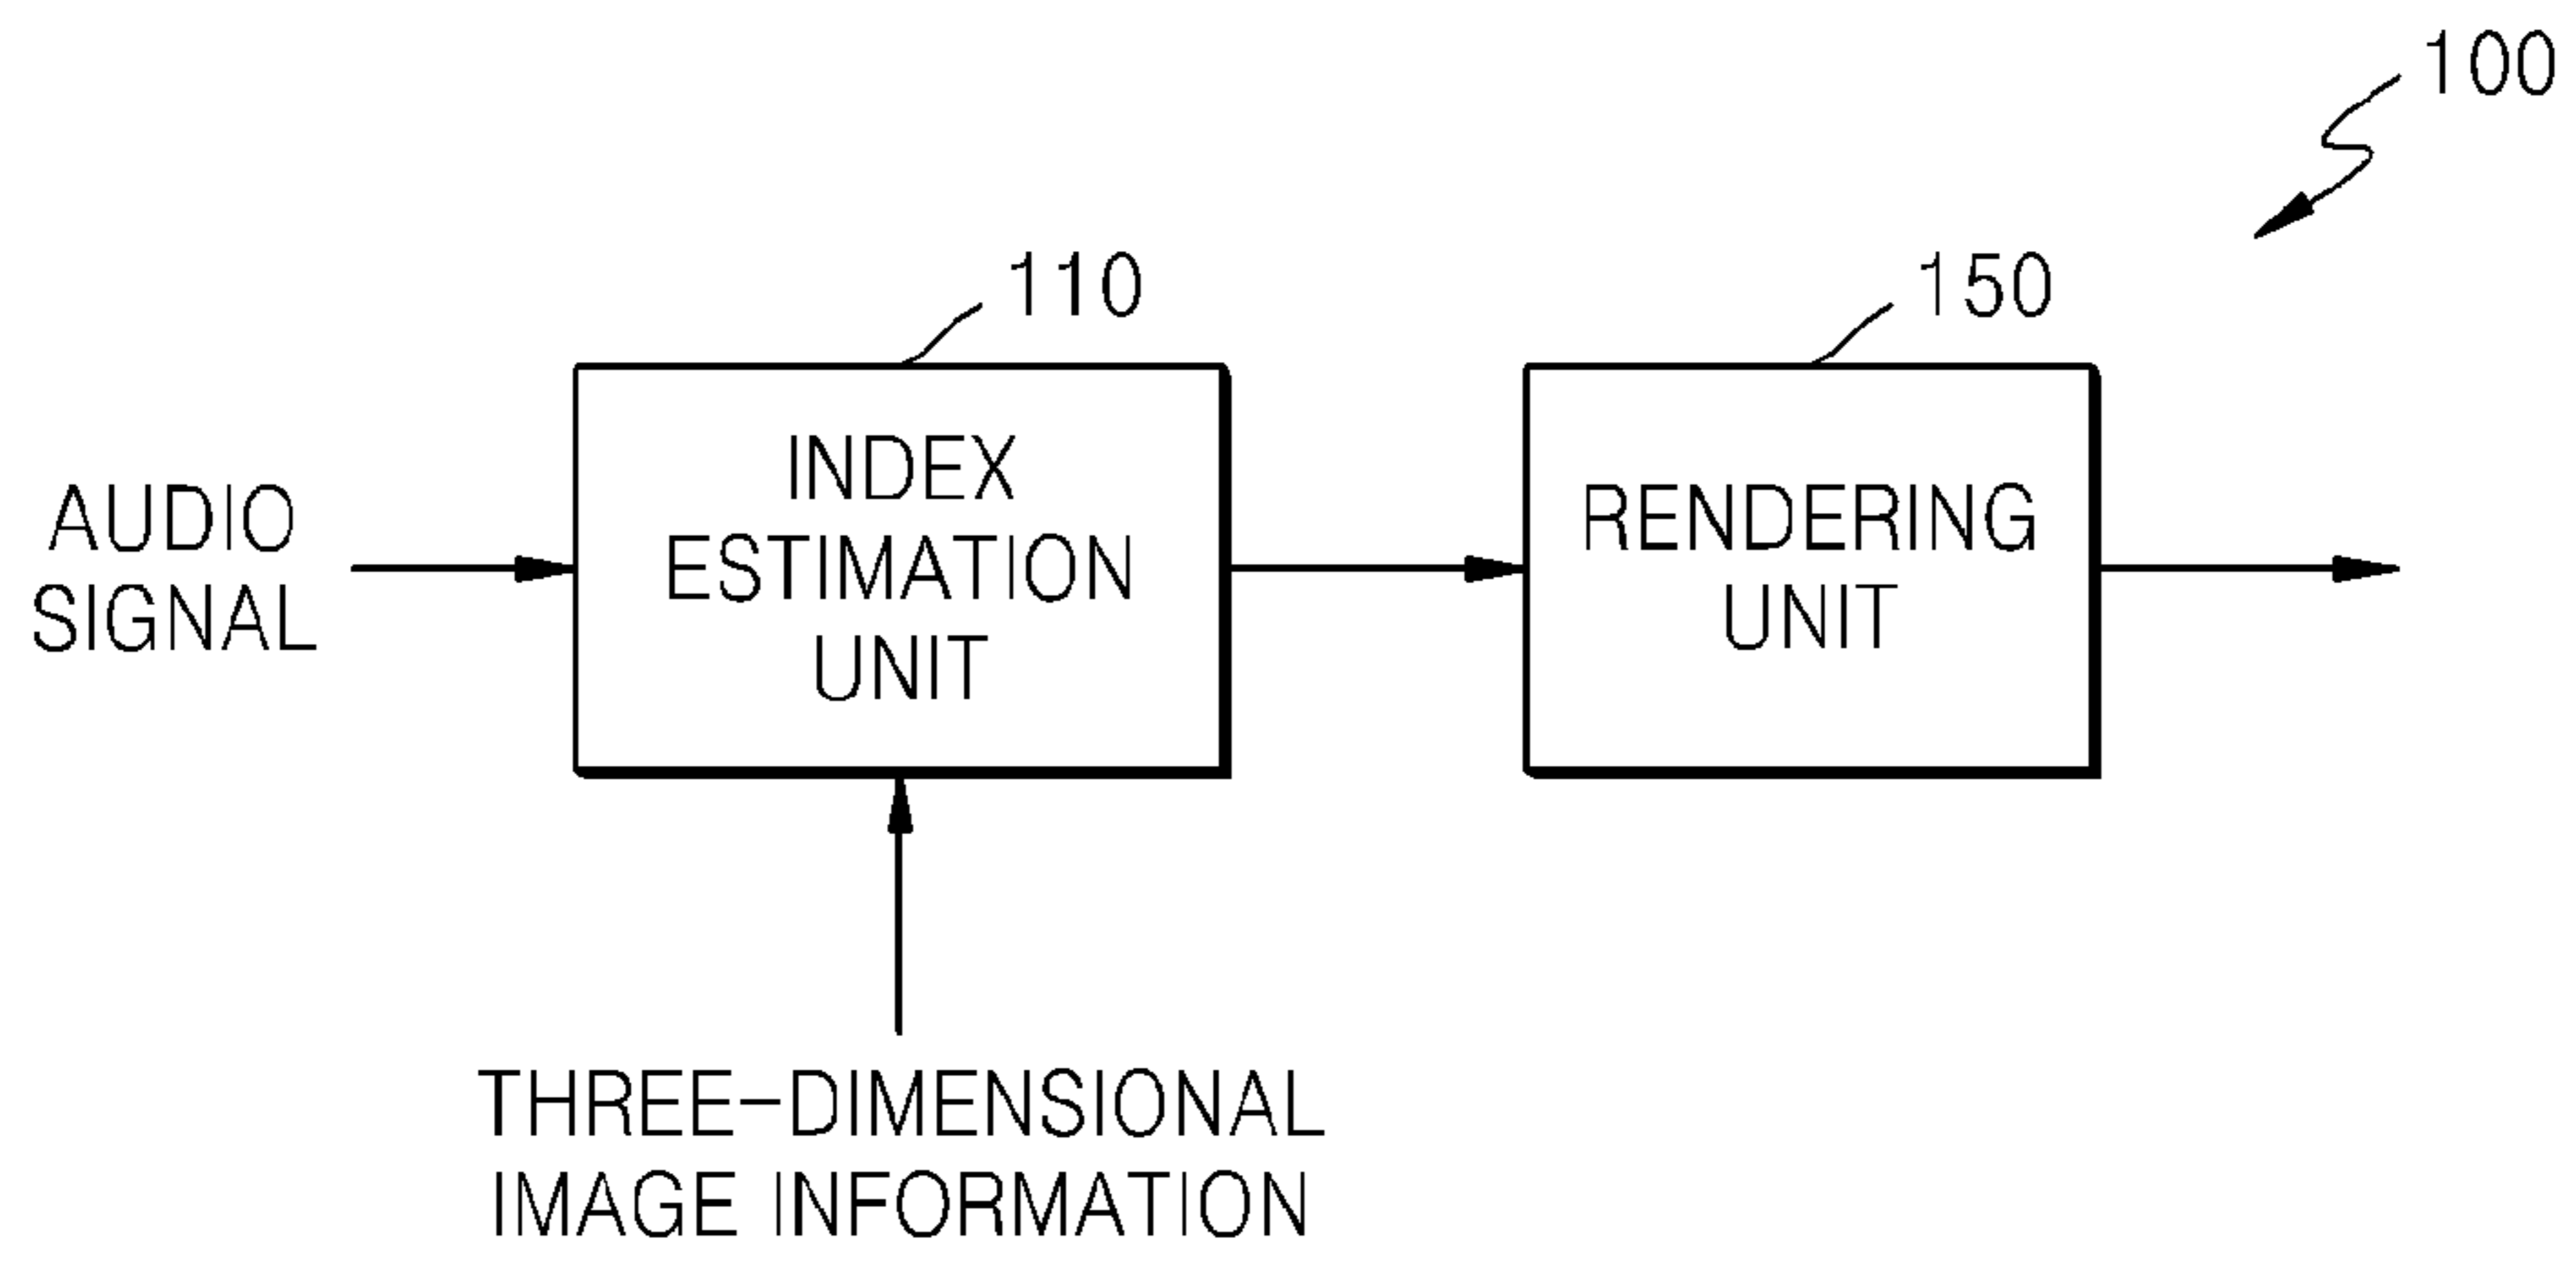 100
110
150
INDEX
ESTIMATION
UNIT
RENDERING
UNIT
AUDIO
SIGNAL
THREE-DIMENSIONAL
IMAGE INFORMATION